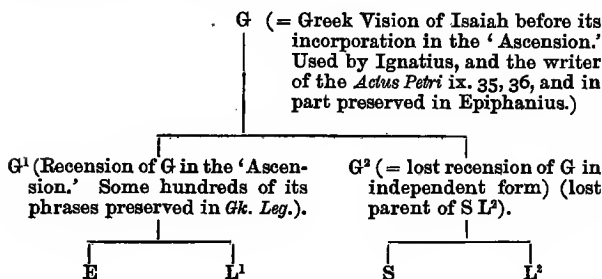 G (= Greek Vision of Isaiah before its
incorporation in the ‘Ascension.’
Used by Ignatius, and the writer
of the Actus Petri ix. 35, 36, and in
part preserved in Epiphanius.)
G¹ (Recension of G in the ‘Ascen-
sion.’ Some hundreds of its
phrases preserved in Gk. Leg.).
G² (= lost recension of G in
independent form) (lost
parent of S L²).
E L¹ S L²